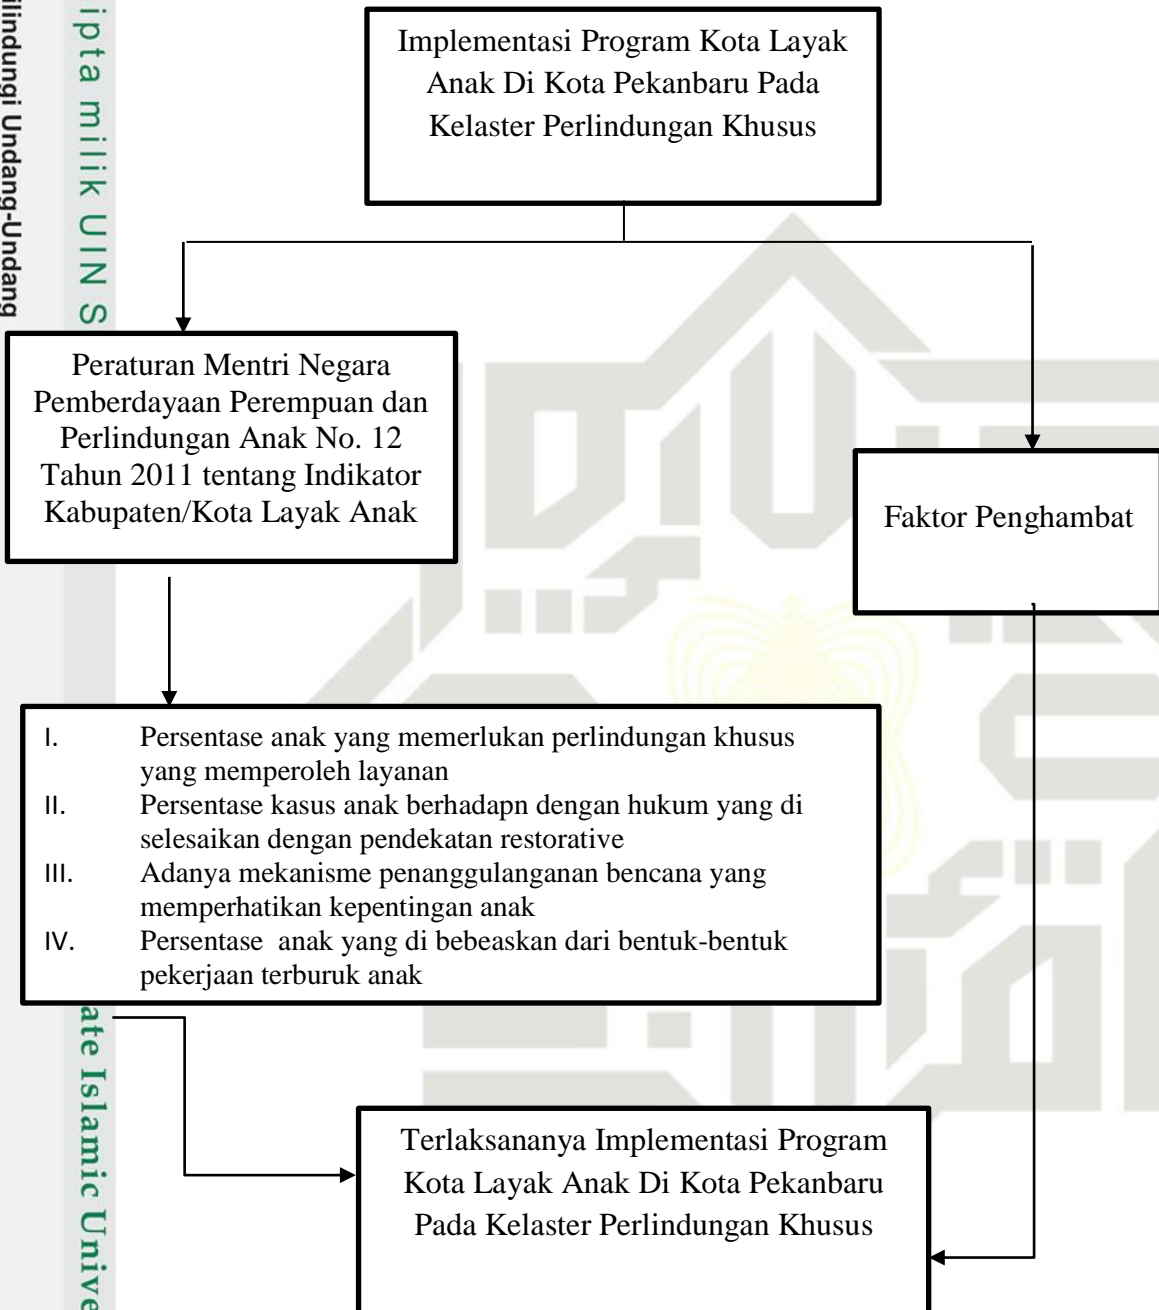 Implementasi Program Kota Layak
Anak Di Kota Pekanbaru Pada
Kelaster Perlindungan Khusus
Peraturan Mentri Negara
Pemberdayaan Perempuan dan
Perlindungan Anak No. 12
Tahun 2011 tentang Indikator
Kabupaten/Kota Layak Anak
Faktor Penghambat
I. Persentase anak yang memerlukan perlindungan khusus
yang memperoleh layanan
II. Persentase kasus anak berhadapn dengan hukum yang di
selesaikan dengan pendekatan restorative
III. Adanya mekanisme penanggulanganan bencana yang
memperhatikan kepentingan anak
IV. Persentase anak yang di bebeaskan dari bentuk-bentuk
pekerjaan terburuk anak
Terlaksananya Implementasi Program
Kota Layak Anak Di Kota Pekanbaru
Pada Kelaster Perlindungan Khusus
ilindungi Undang-Undang
ipta milik UIN S
ate Islamic Unive